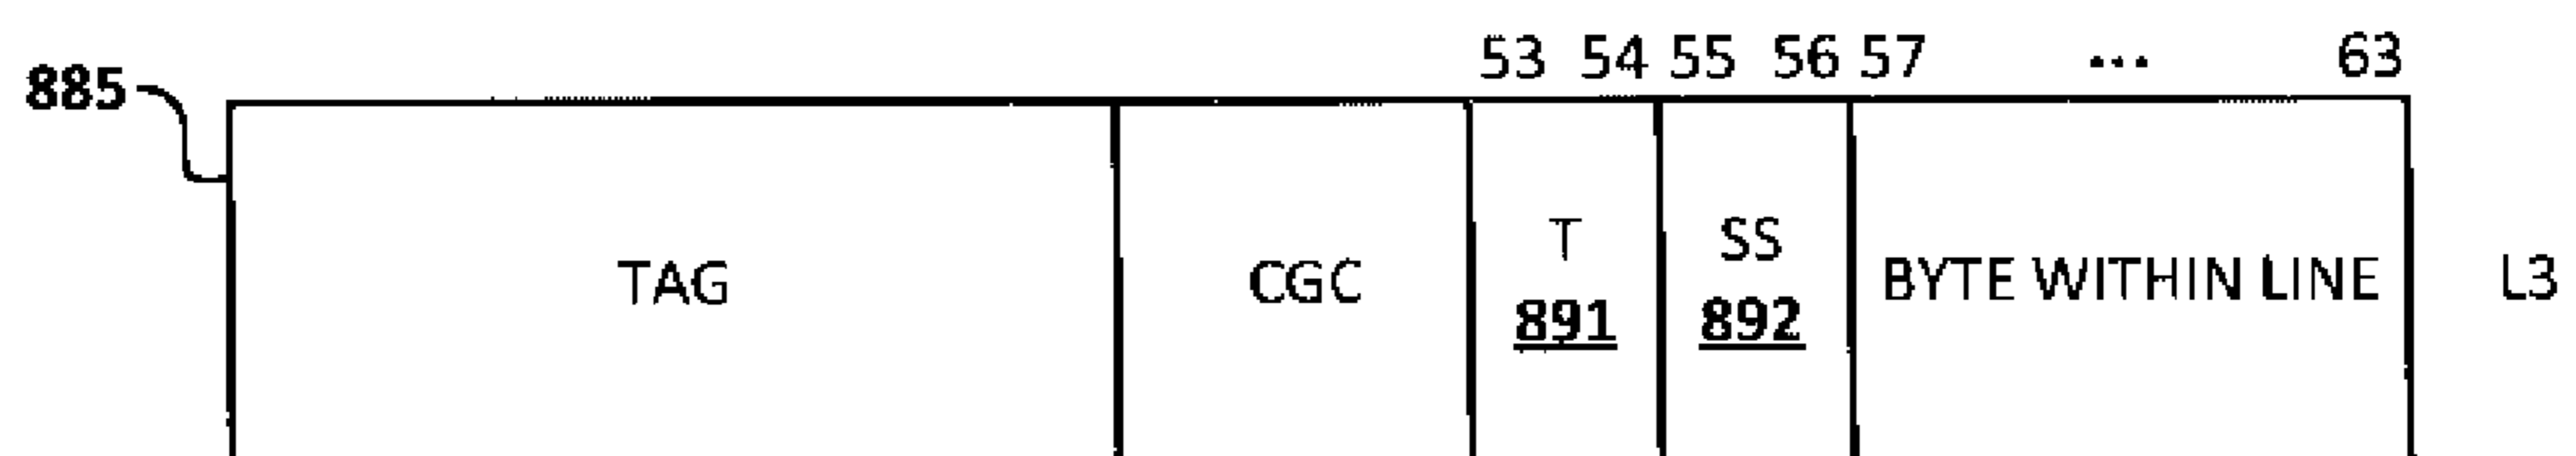 53 54 55 56 57 ... 63
885
TAG CGC T 891 SS 892 BYTE WITHIN LINE L3